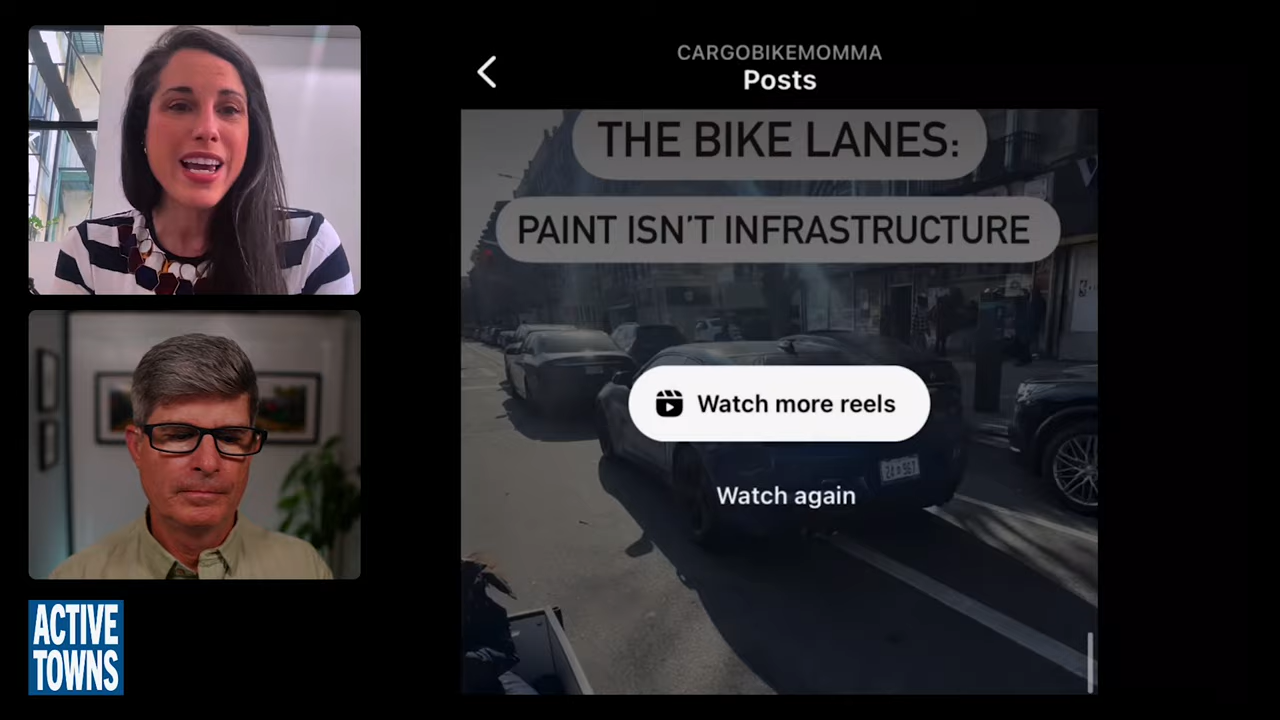 CARGOBIKEMOMMA
Posts
THE BIKE LANES:
PAINT ISN'T INFRASTRUCTURE
Watch more reels
Watch again
ACTIVE
TOWNS